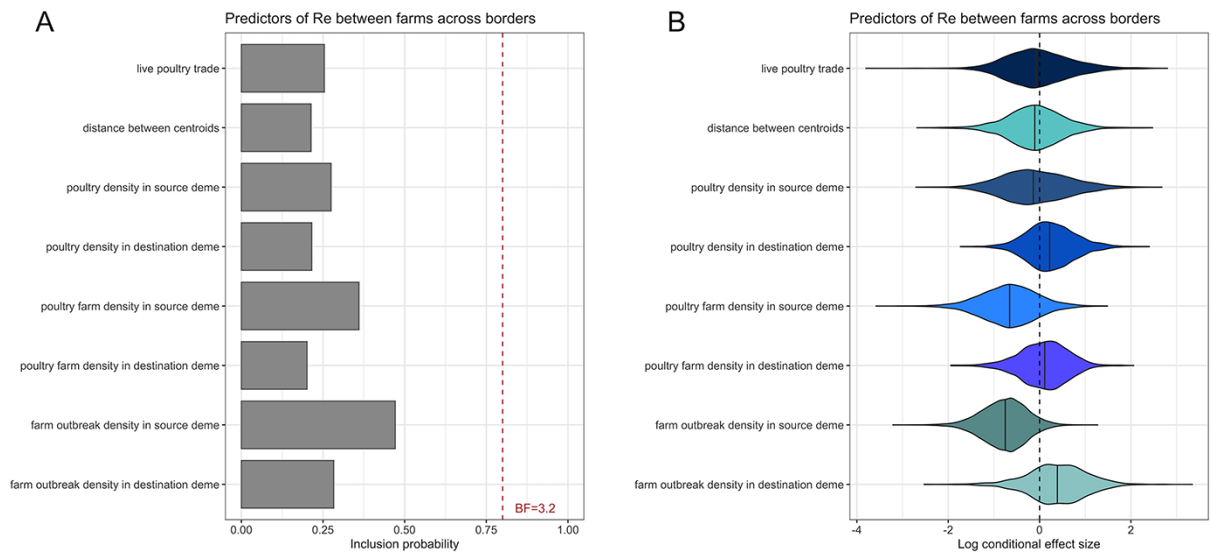 A
Predictors of Re between farms across borders
live poultry trade
distance between centroids
poultry density in source deme
poultry density in destination deme
poultry farm density in source deme
poultry farm density in destination deme
farm outbreak density in source deme
farm outbreak density in destination deme
BF=3.2
0.00 0.25 0.50 0.75 1.00
Inclusion probability
B
Predictors of Re between farms across borders
live poultry trade
distance between centroids
poultry density in source deme
poultry density in destination deme
poultry farm density in source deme
poultry farm density in destination deme
farm outbreak density in source deme
farm outbreak density in destination deme
-4 -2 0 2
Log conditional effect size